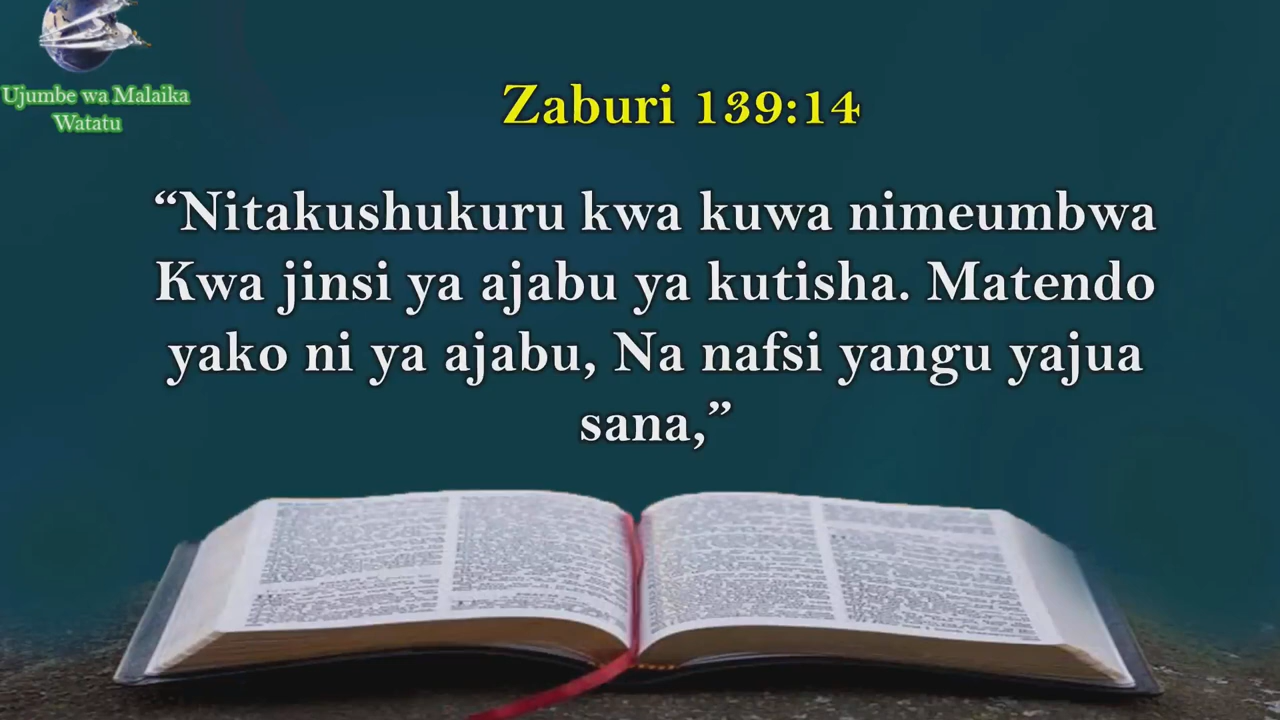 Ujumbe wa Malaika
Watatu
Zaburi 139:14
“Nitakushukuru kwa kuwa nimeumbwa
Kwa jinsi ya ajabu ya kutisha. Matendo
yako ni ya ajabu, Na nafsi yangu yajua
sana,”